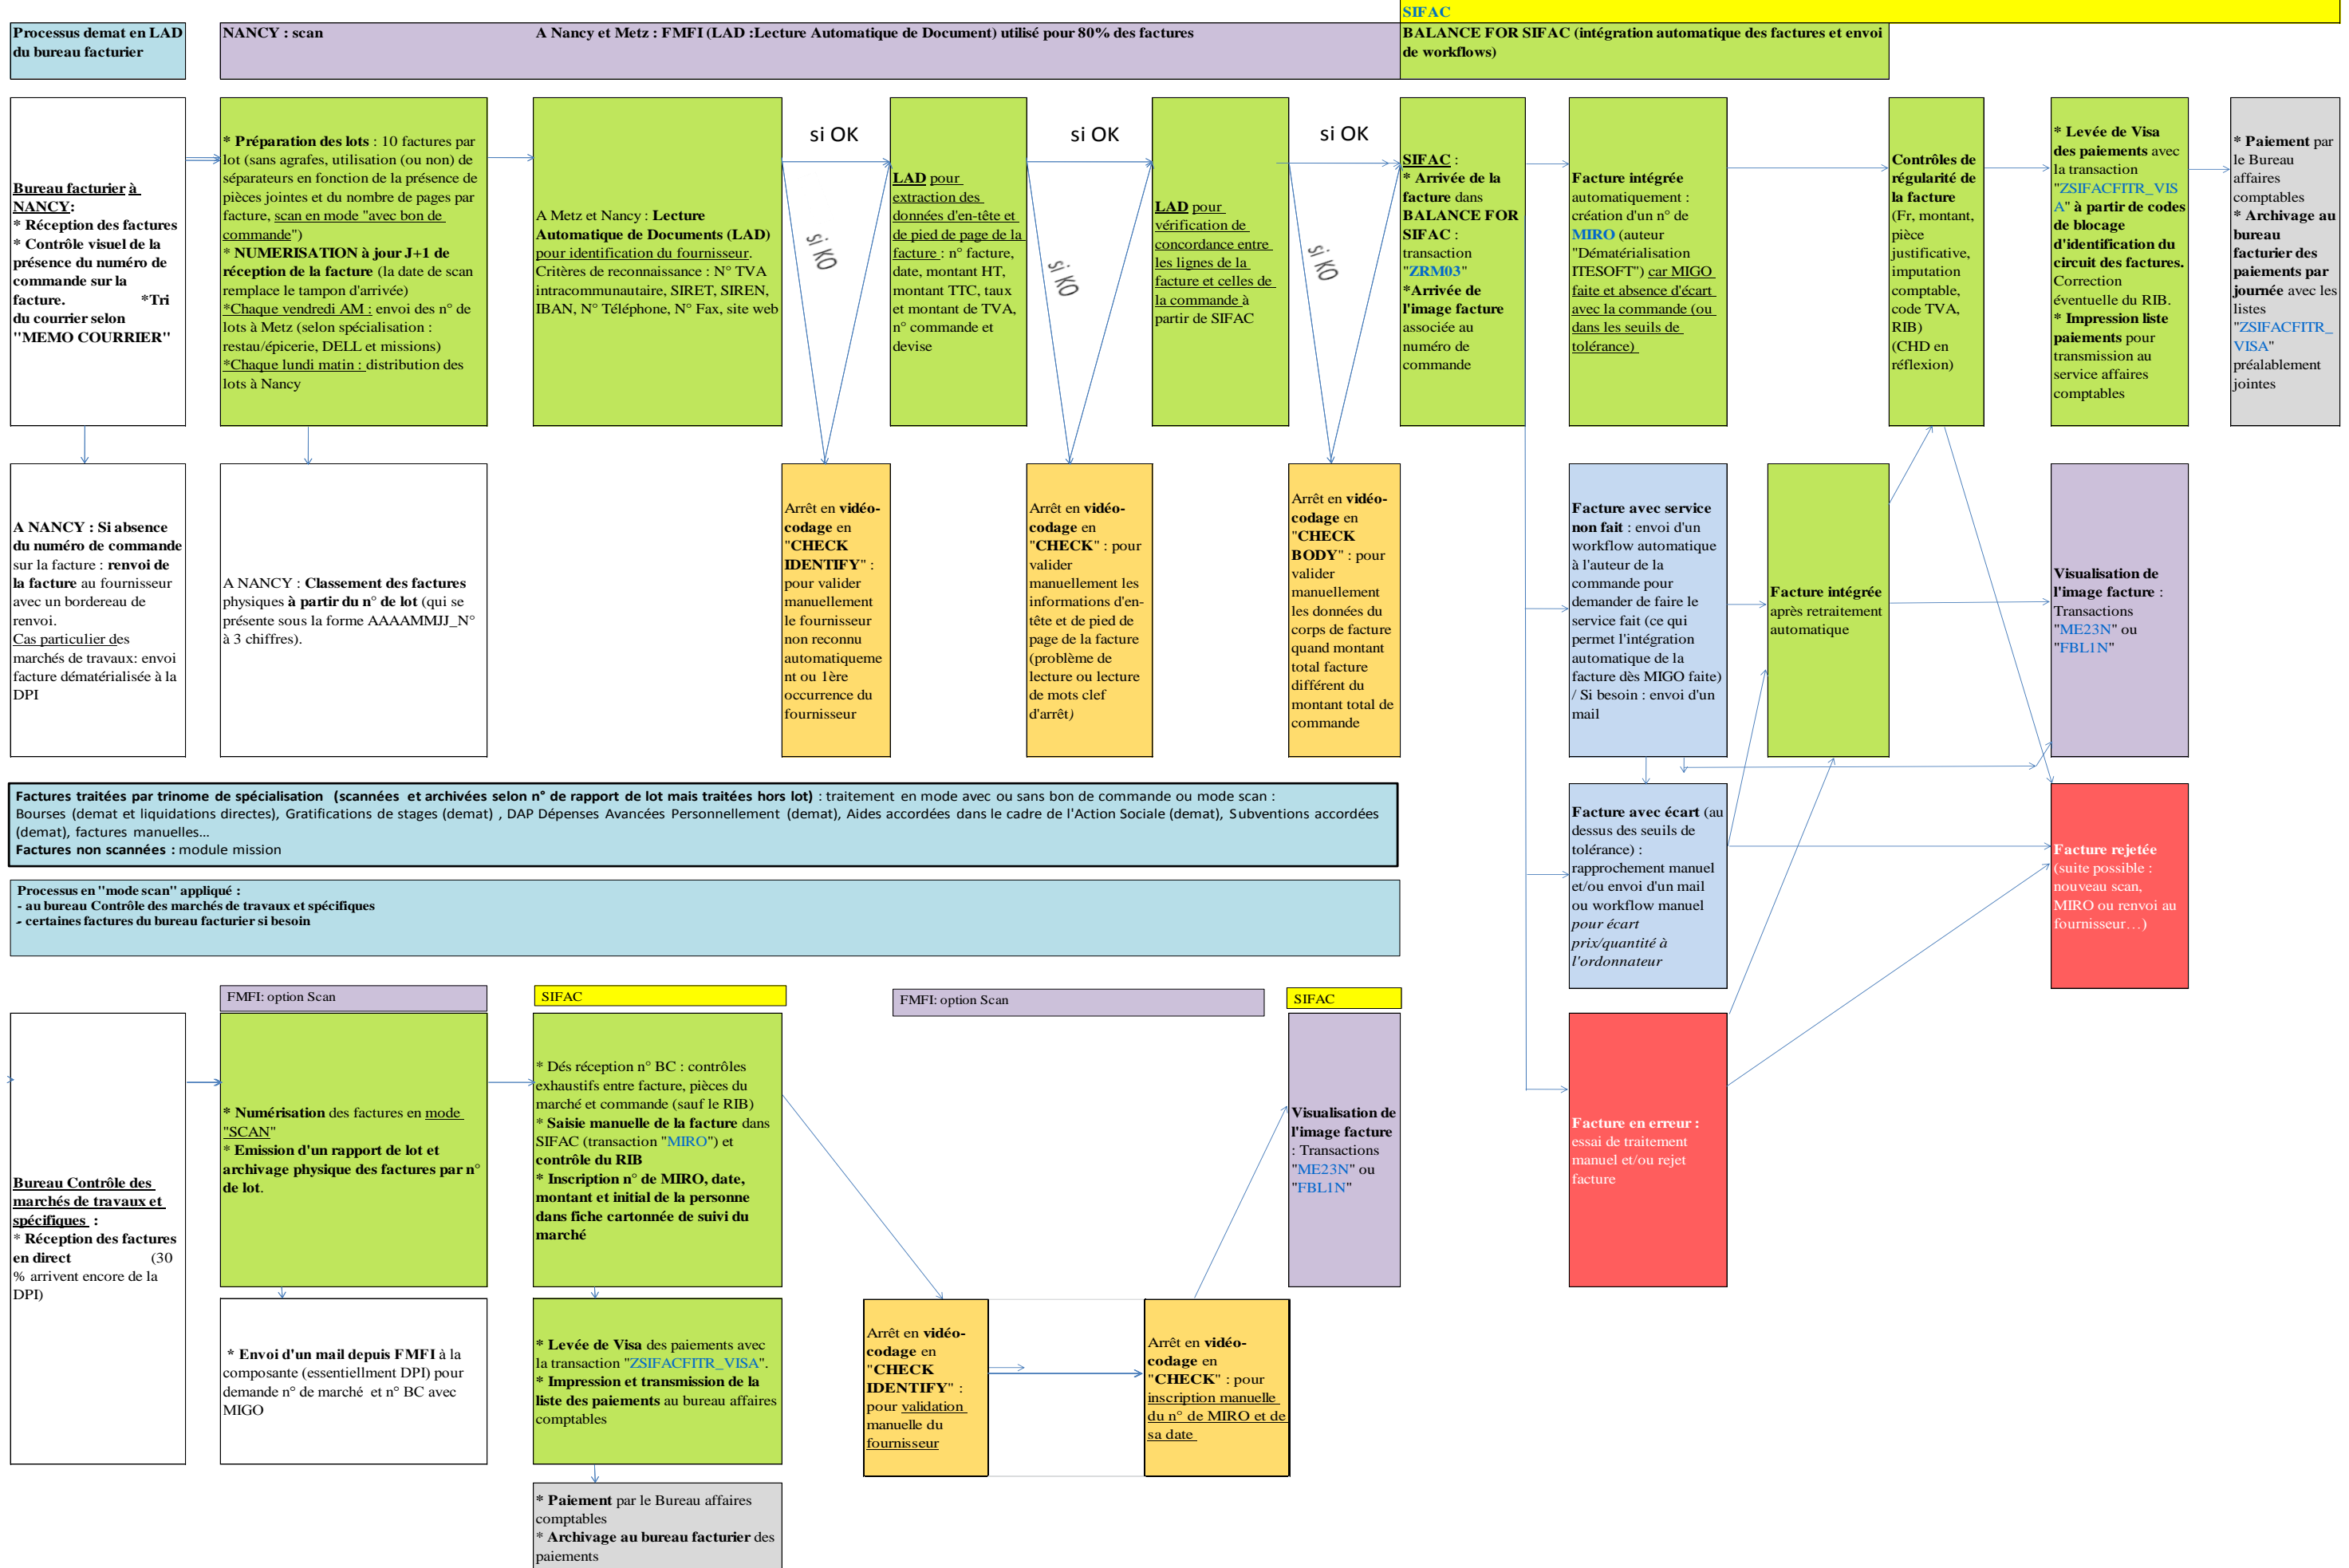 SIFAC
Processus demat en LAD
du bureau facturier
NANCY : scan
A Nancy et Metz : FMFI (LAD :Lecture Automatique de Document) utilisé pour 80% des factures
BALANCE FOR SIFAC (intégration automatique des factures et envoi
de workflows)
Bureau facturier à
NANCY:
* Réception des factures
* Contrôle visuel de la
présence du numéro de
commande sur la
facture. *Tri
du courrier selon
"MEMO COURRIER"
* Préparation des lots : 10 factures par
lot (sans agrafes, utilisation (ou non) de
séparateurs en fonction de la présence de
pièces jointes et du nombre de pages par
facture, scan en mode "avec bon de
commande")
* NUMERISATION à jour J+1 de
réception de la facture (la date de scan
remplace le tampon d'arrivée)
*Chaque vendredi AM : envoi des n° de
lots à Metz (selon spécialisation :
restau/épicerie, DELL et missions)
*Chaque lundi matin : distribution des
lots à Nancy
A Metz et Nancy : Lecture
Automatique de Documents (LAD)
pour identification du fournisseur.
Critères de reconnaissance : N° TVA
intracommunautaire, SIRET, SIREN,
IBAN, N° Téléphone, N° Fax, site web
si OK
si KO
LAD pour
extraction des
données d'en-tête et
de pied de page de la
facture : n° facture,
date, montant HT,
montant TTC, taux
et montant de TVA,
n° commande et
devise
si OK
si KO
LAD pour
vérification de
concordance entre
les lignes de la
facture et celles de
la commande à
partir de SIFAC
si OK
si KO
SIFAC :
* Arrivée de la
facture dans
BALANCE FOR
SIFAC :
transaction
"ZRM03"
*Arrivée de
l'image facture
associée au
numéro de
commande
Facture intégrée
automatiquement :
création d'un n° de
MIRO (auteur
"Dématérialisation
ITESOFT") car MIGO
faite et absence d'écart
avec la commande (ou
dans les seuils de
tolérance)
Contrôles de
régularité de
la facture
(Fr, montant,
pièce
justificative,
imputation
comptable,
code TVA,
RIB)
(CHD en
réflexion)
* Levée de Visa
des paiements avec
la transaction
"ZSIFACFITR_VIS
A" à partir de codes
de blocage
d'identification du
circuit des factures.
Correction
éventuelle du RIB.
* Impression liste
paiements pour
transmission au
service affaires
comptables
* Paiement par
le Bureau
affaires
comptables
* Archivage au
bureau
facturier des
paiements par
journée avec les
listes
"ZSIFACFITR_
VISA"
préalablement
jointes
A NANCY : Si absence
du numéro de commande
sur la facture : renvoi de
la facture au fournisseur
avec un bordereau de
renvoi.
Cas particulier des
marchés de travaux: envoi
facture dématérialisée à la
DPI
A NANCY : Classement des factures
physiques à partir du n° de lot (qui se
présente sous la forme AAAAMMJJ_N°
à 3 chiffres).
Arrêt en vidéo-
codage en
"CHECK
IDENTIFY" :
pour valider
manuellement
le fournisseur
non reconnu
automatiqueme
nt ou 1ère
occurrence du
fournisseur
Arrêt en vidéo-
codage en
"CHECK" : pour
valider
manuellement les
informations d'en-
tête et de pied de
page de la facture
(problème de
lecture ou lecture
de mots clef
d'arrêt)
Arrêt en vidéo-
codage en
"CHECK
BODY" : pour
valider
manuellement
les données du
corps de facture
quand montant
total facture
différent du
montant total de
commande
Facture avec service
non fait : envoi d'un
workflow automatique
à l'auteur de la
commande pour
demander de faire le
service fait (ce qui
permet l'intégration
automatique de la
facture dès MIGO faite)
/ Si besoin : envoi d'un
mail
Facture intégrée
après retraitement
automatique
Visualisation de
l'image facture :
Transactions
"ME23N" ou
"FBL1N"
Factures traitées par trinome de spécialisation (scannées et archivées selon n° de rapport de lot mais traitées hors lot) : traitement en mode avec ou sans bon de commande ou mode scan :
Bourses (demat et liquidations directes), Gratifications de stages (demat) , DAP Dépenses Avancées Personnellement (demat), Aides accordées dans le cadre de l'Action Sociale (demat), Subventions accordées
(demat), factures manuelles...
Factures non scannées : module mission
Facture avec écart (au
dessus des seuils de
tolérance) :
rapprochement manuel
et/ou envoi d'un mail
ou workflow manuel
pour écart
prix/quantité à
l'ordonnateur
Facture rejetée
(suite possible :
nouveau scan,
MIRO ou renvoi au
fournisseur…)
Processus en "mode scan" appliqué :
- au bureau Contrôle des marchés de travaux et spécifiques
- certaines factures du bureau facturier si besoin
FMFI: option Scan
SIFAC
FMFI: option Scan
SIFAC
Bureau Contrôle des
marchés de travaux et
spécifiques :
* Réception des factures
en direct (30
% arrivent encore de la
DPI)
* Numérisation des factures en mode
"SCAN"
* Emission d'un rapport de lot et
archivage physique des factures par n°
de lot.
* Dés réception n° BC : contrôles
exhaustifs entre facture, pièces du
marché et commande (sauf le RIB)
* Saisie manuelle de la facture dans
SIFAC (transaction "MIRO") et
contrôle du RIB
* Inscription n° de MIRO, date,
montant et initial de la personne
dans fiche cartonnée de suivi du
marché
Visualisation de
l'image facture
: Transactions
"ME23N" ou
"FBL1N"
Facture en erreur :
essai de traitement
manuel et/ou rejet
facture
* Envoi d'un mail depuis FMFI à la
composante (essentiellment DPI) pour
demande n° de marché et n° BC avec
MIGO
* Levée de Visa des paiements avec
la transaction "ZSIFACFITR_VISA".
* Impression et transmission de la
liste des paiements au bureau affaires
comptables
Arrêt en vidéo-
codage en
"CHECK
IDENTIFY" :
pour validation
manuelle du
fournisseur
Arrêt en vidéo-
codage en
"CHECK" : pour
inscription manuelle
du n° de MIRO et de
sa date
* Paiement par le Bureau affaires
comptables
* Archivage au bureau facturier des
paiements